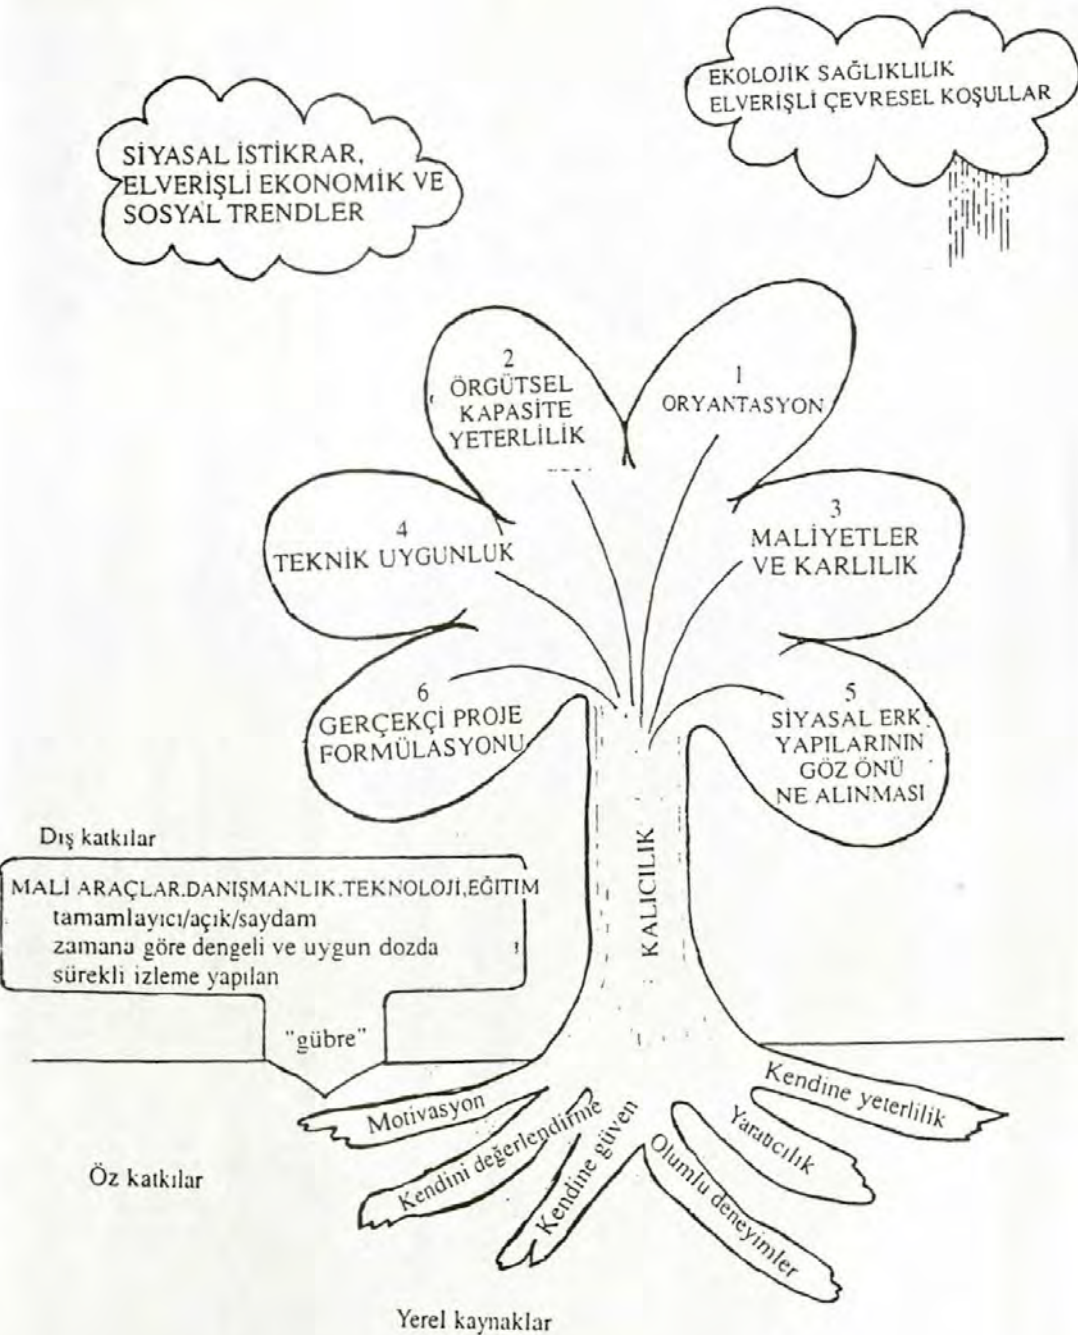 EKOLOJİK SAĞLIKLILIK
ELVERİŞLİ ÇEVRESEL KOŞULLAR
SİYASAL İSTİKRAR,
ELVERİŞLİ EKONOMİK VE
SOSYAL TRENDLER
1
ORYANTASYON
2
ÖRGÜTSEL
KAPASİTE
YETERLİLİK
3
MALİYETLER
VE KARLILIK
4
TEKNİK UYGUNLUK
5
SİYASAL ERK
YAPILARININ
GÖZ ÖNÜ
NE ALINMASI
6
GERÇEKÇİ PROJE
FORMÜLASYONU
KALICILIK
Dış katkılar
MALİ ARAÇLAR.DANIŞMANLIK.TEKNOLOJİ,EĞİTİM
tamamlayıcı/açık/saydam
zamana göre dengeli ve uygun dozda
sürekli izleme yapılan
"gübre"
Motivasyon
Kendini değerlendirme
Kendine güven
Olumlu deneyimler
Yaratıcılık
Kendine yeterlilik
Öz katkılar
Yerel kaynaklar